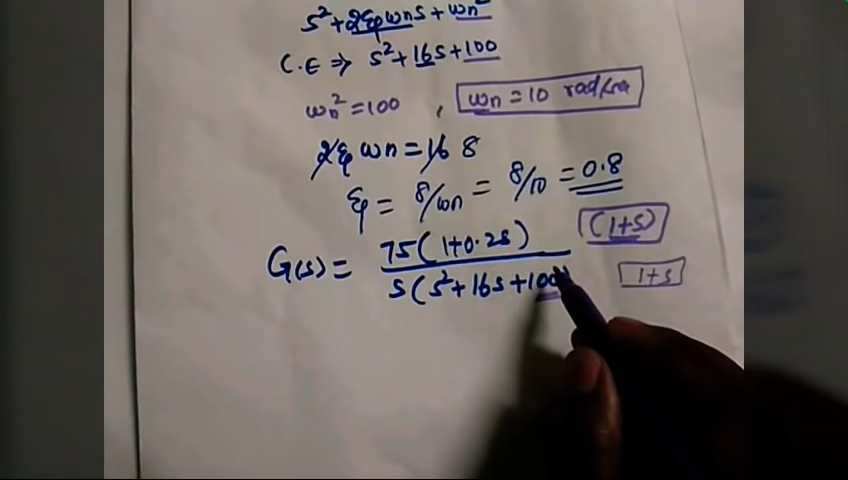 s² + 2ξωns + ωn²
C.E ⇒ s² + 16s + 100
ωn² = 100 , ωn = 10 rad/sec
2ξωn = 16 8
ξ = 8/ωn = 8/10 = 0.8
G(s) = 75(1+0.2s) / s(s²+16s+100)
(1+s)
1+s